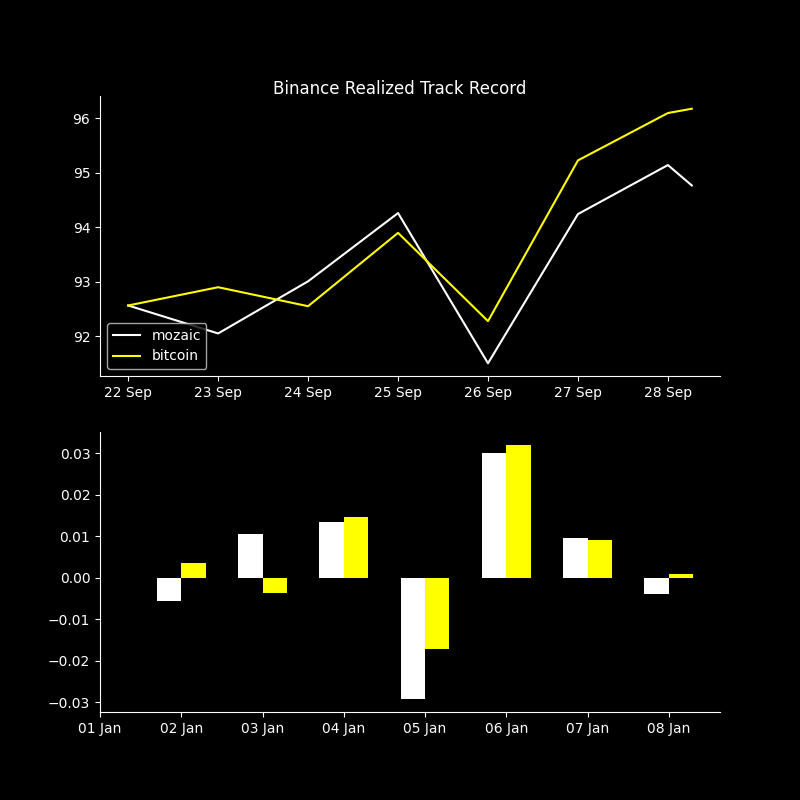 Binance Realized Track Record
96
95
94
93
92
mozaic
bitcoin
22 Sep 23 Sep 24 Sep 25 Sep 26 Sep 27 Sep 28 Sep
0.03
0.02
0.01
0.00
−0.01
−0.02
−0.03
01 Jan 02 Jan 03 Jan 04 Jan 05 Jan 06 Jan 07 Jan 08 Jan